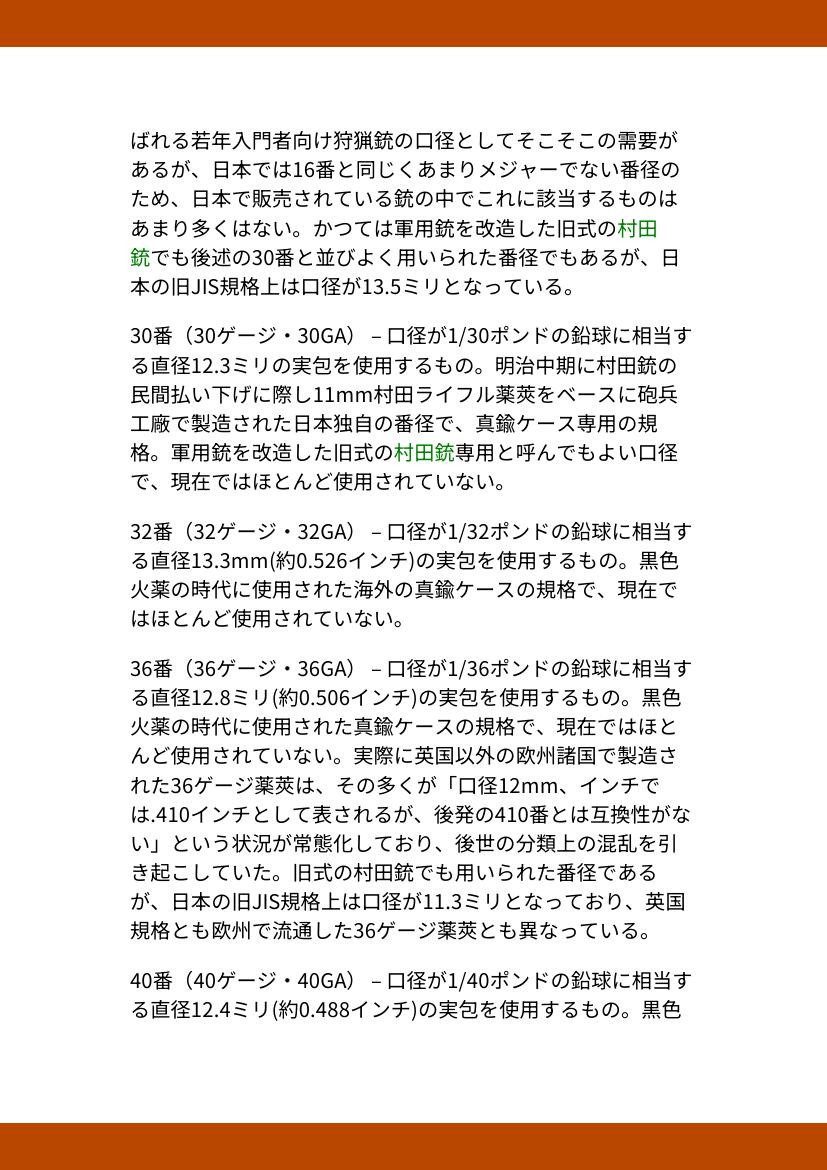 ばれる若年入門者向け狩猟銃の口径としてそこそこの需要が
あるが、日本では16番と同じくあまりメジャーでない番径の
ため、日本で販売されている銃の中でこれに該当するものは
あまり多くはない。かつては軍用銃を改造した旧式の村田
銃でも後述の30番と並びよく用いられた番径でもあるが、日
本の旧JIS規格上は口径が13.5ミリとなっている。
30番（30ゲージ・30GA） – 口径が1/30ポンドの鉛球に相当す
る直径12.3ミリの実包を使用するもの。明治中期に村田銃の
民間払い下げに際し11mm村田ライフル薬莢をベースに砲兵
工廠で製造された日本独自の番径で、真鍮ケース専用の規
格。軍用銃を改造した旧式の村田銃専用と呼んでもよい口径
で、現在ではほとんど使用されていない。
32番（32ゲージ・32GA） – 口径が1/32ポンドの鉛球に相当す
る直径13.3mm(約0.526インチ)の実包を使用するもの。黒色
火薬の時代に使用された海外の真鍮ケースの規格で、現在で
はほとんど使用されていない。
36番（36ゲージ・36GA） – 口径が1/36ポンドの鉛球に相当す
る直径12.8ミリ(約0.506インチ)の実包を使用するもの。黒色
火薬の時代に使用された真鍮ケースの規格で、現在ではほと
んど使用されていない。実際に英国以外の欧州諸国で製造さ
れた36ゲージ薬莢は、その多くが「口径12mm、インチで
は.410インチとして表されるが、後発の410番とは互換性がな
い」という状況が常態化しており、後世の分類上の混乱を引
き起こしていた。旧式の村田銃でも用いられた番径である
が、日本の旧JIS規格上は口径が11.3ミリとなっており、英国
規格とも欧州で流通した36ゲージ薬莢とも異なっている。
40番（40ゲージ・40GA） – 口径が1/40ポンドの鉛球に相当す
る直径12.4ミリ(約0.488インチ)の実包を使用するもの。黒色